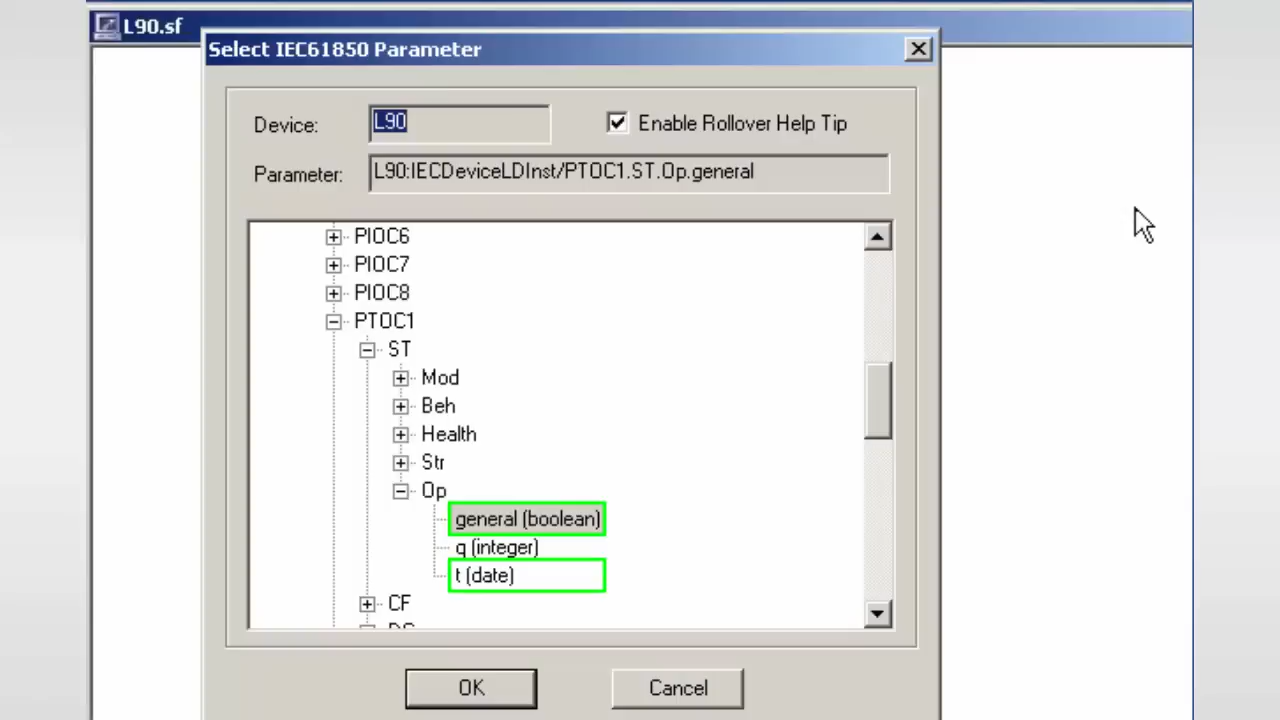 L90.sf
Select IEC61850 Parameter
Device: L90 Enable Rollover Help Tip
Parameter: L90:IECDeviceLDInst/PTOC1.ST.Op.general
PIOC6
PIOC7
PIOC8
PTOC1
ST
Mod
Beh
Health
Str
Op
general (boolean)
q (integer)
t (date)
CF
OK Cancel